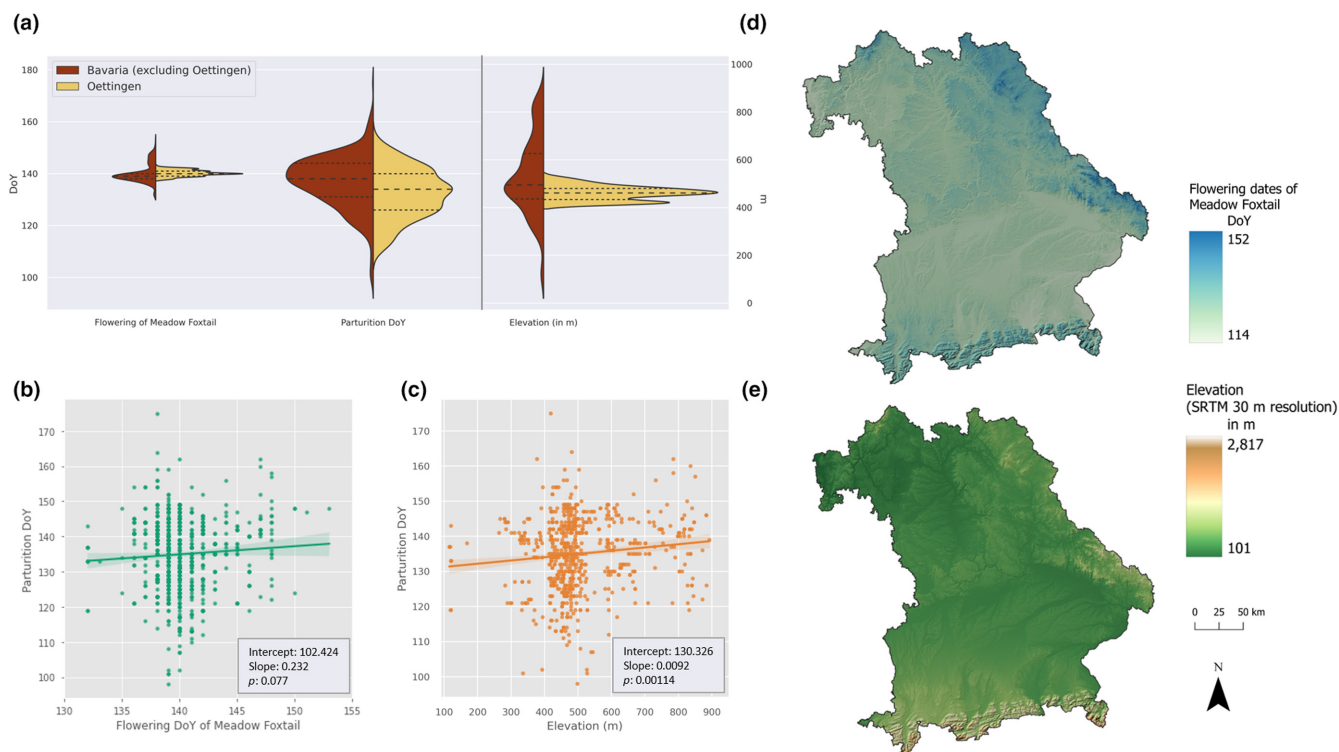 (a)
180
160
140
120
100
DoY
Bavaria (excluding Oettingen)
Oettingen
1000
800
600
400
200
0
m
Flowering of Meadow Foxtail
Parturition DoY
Elevation (in m)
(b)
170
160
150
140
130
120
110
100
Parturition DoY
Intercept: 102.424
Slope: 0.232
p: 0.077
130
135
140
145
150
155
Flowering DoY of Meadow Foxtail
(c)
170
160
150
140
130
120
110
100
Parturition DoY
Intercept: 130.326
Slope: 0.0092
p: 0.00114
100
200
300
400
500
600
700
800
900
Elevation (m)
(d)
Flowering dates of
Meadow Foxtail
DoY
152
114
(e)
Elevation
(SRTM 30 m resolution)
in m
2,817
101
0 25 50 km
N